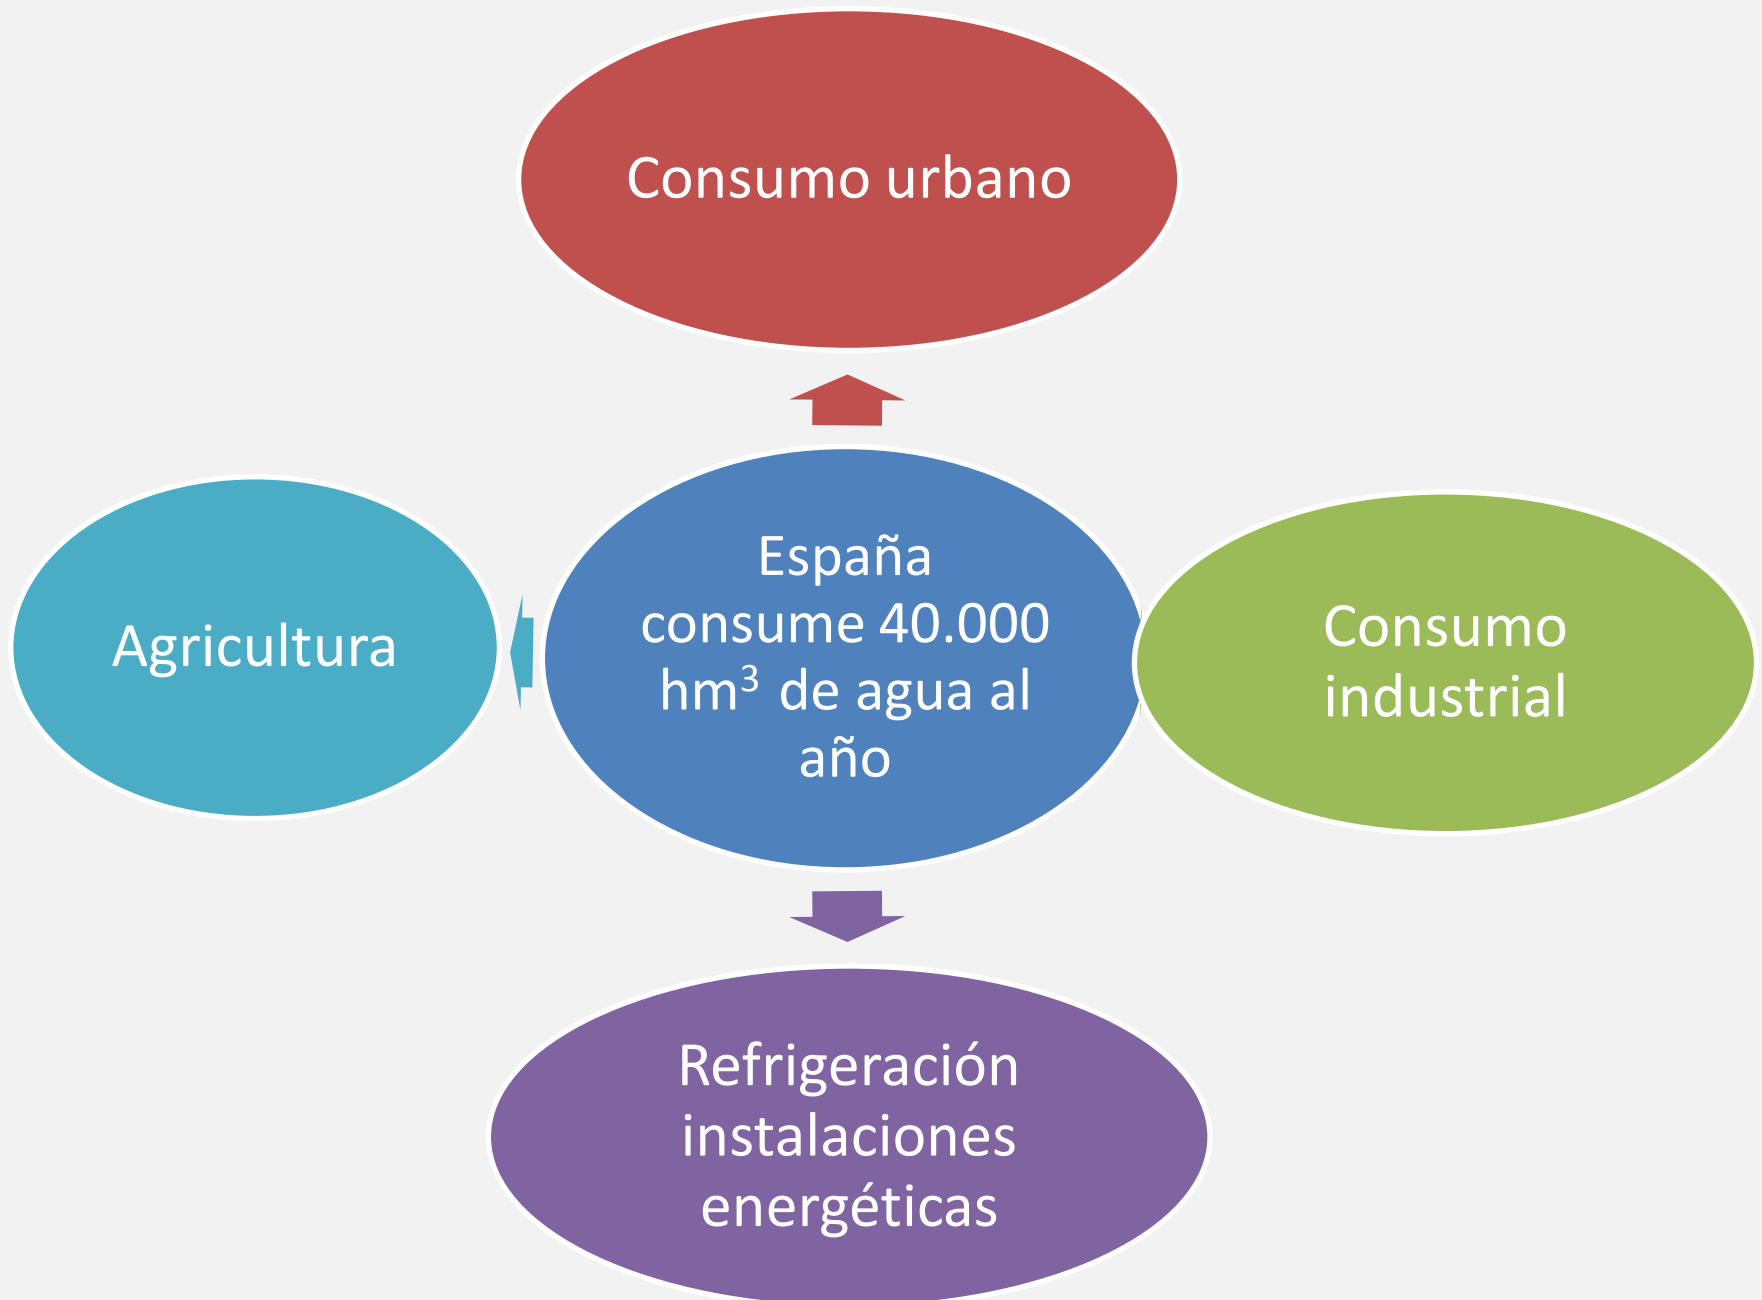 Consumo urbano
Agricultura
España
consume 40.000
hm³ de agua al
año
Consumo
industrial
Refrigeración
instalaciones
energéticas